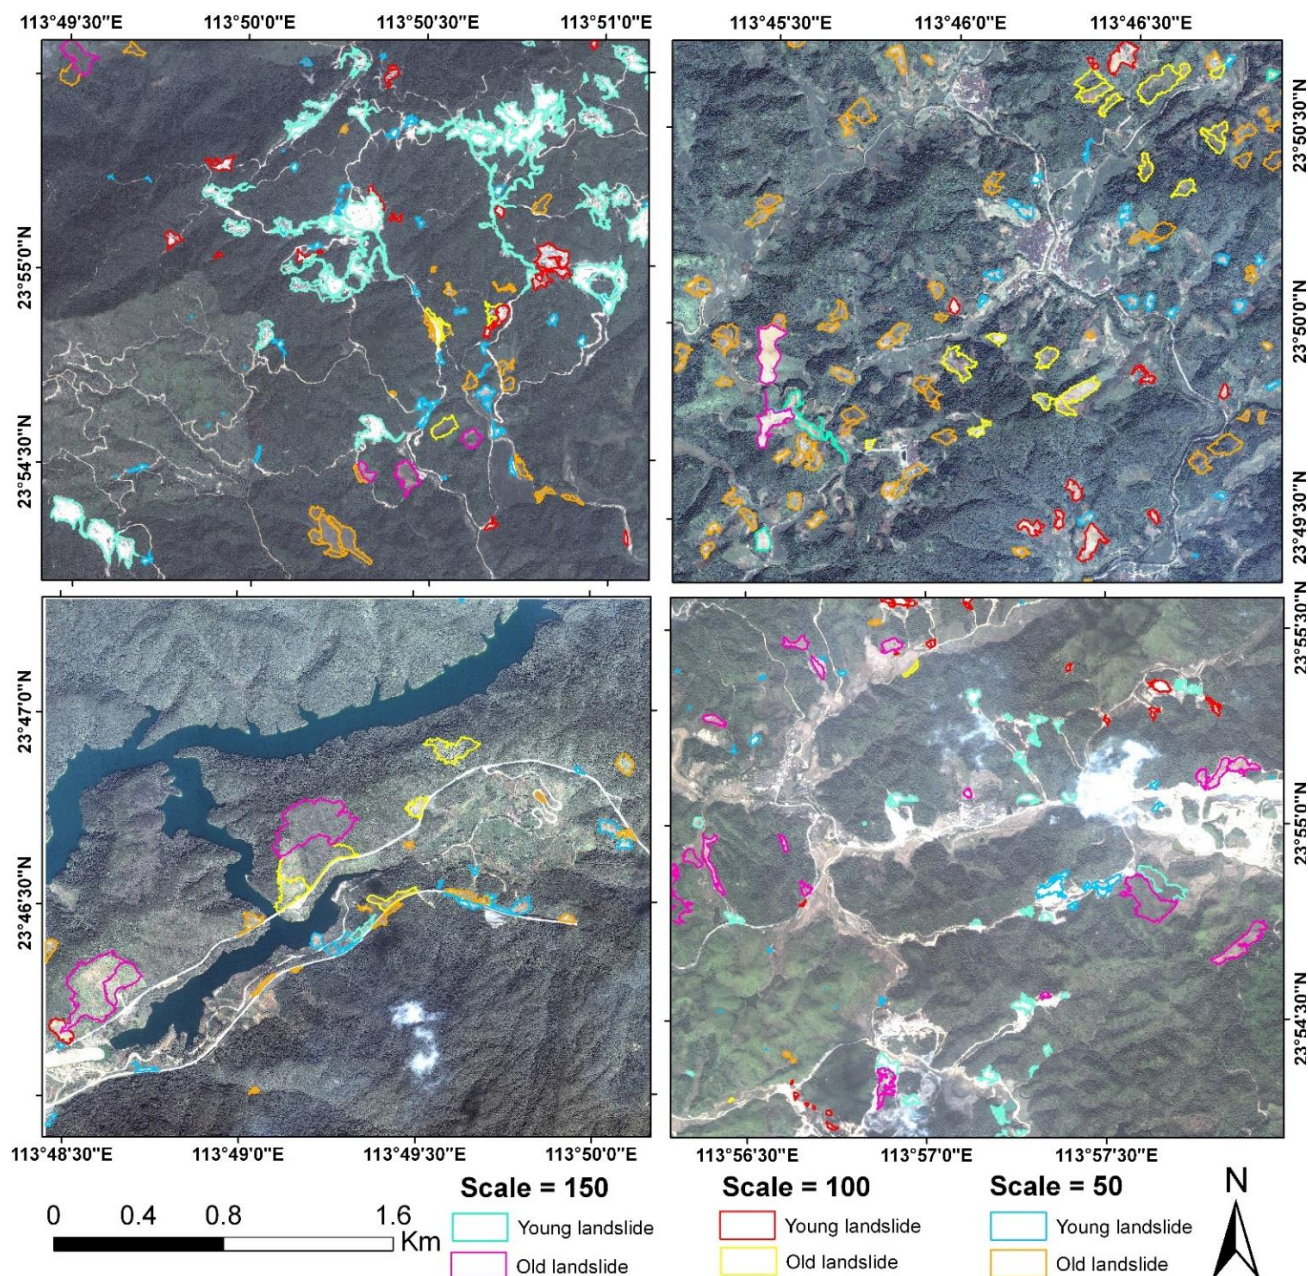 113°49'30"E 113°50'0"E 113°50'30"E 113°51'0"E
113°45'30"E 113°46'0"E 113°46'30"E
23°55'0"N
23°54'30"N
23°50'30"N
23°50'0"N
23°49'30"N
23°47'0"N
23°46'30"N
23°55'30"N
23°55'0"N
23°54'30"N
113°48'30"E 113°49'0"E 113°49'30"E 113°50'0"E
113°56'30"E 113°57'0"E 113°57'30"E
0 0.4 0.8 1.6
Km
Scale = 150
Young landslide
Old landslide
Scale = 100
Young landslide
Old landslide
Scale = 50
Young landslide
Old landslide
N